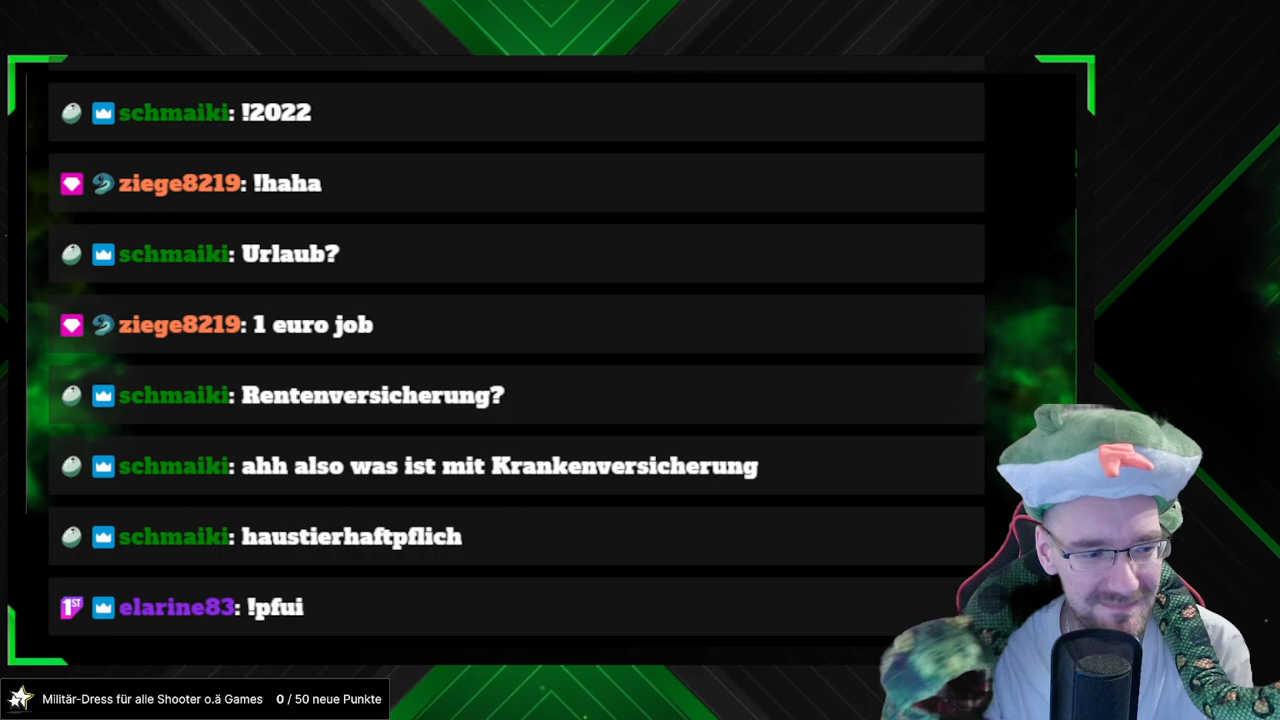 schmaiki: !2022
ziege8219: !haha
schmaiki: Urlaub?
ziege8219: 1 euro job
schmaiki: Rentenversicherung?
schmaiki: ahh also was ist mit Krankenversicherung
schmaiki: haustierhaftpflich
1ST elarine83: !pfui
Militär-Dress für alle Shooter o.ä Games 0 / 50 neue Punkte